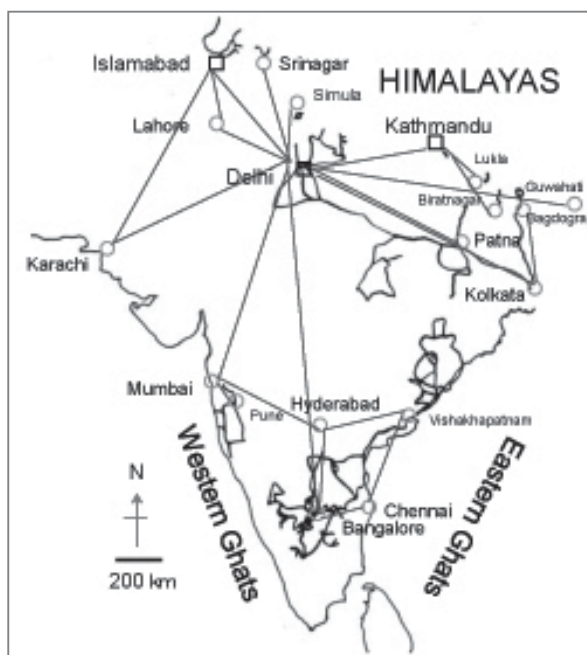 Islamabad
Srinagar
HIMALAYAS
Simula
Lahore
Kathmandu
Lukla
Delhi
Guwahati
Biratnagar
Bagdogra
Patna
Karachi
Kolkata
Mumbai
Hyderabad
Pune
Vishakhapatnam
Western Ghats
Eastern Ghats
N
Chennai
Bangalore
200 km